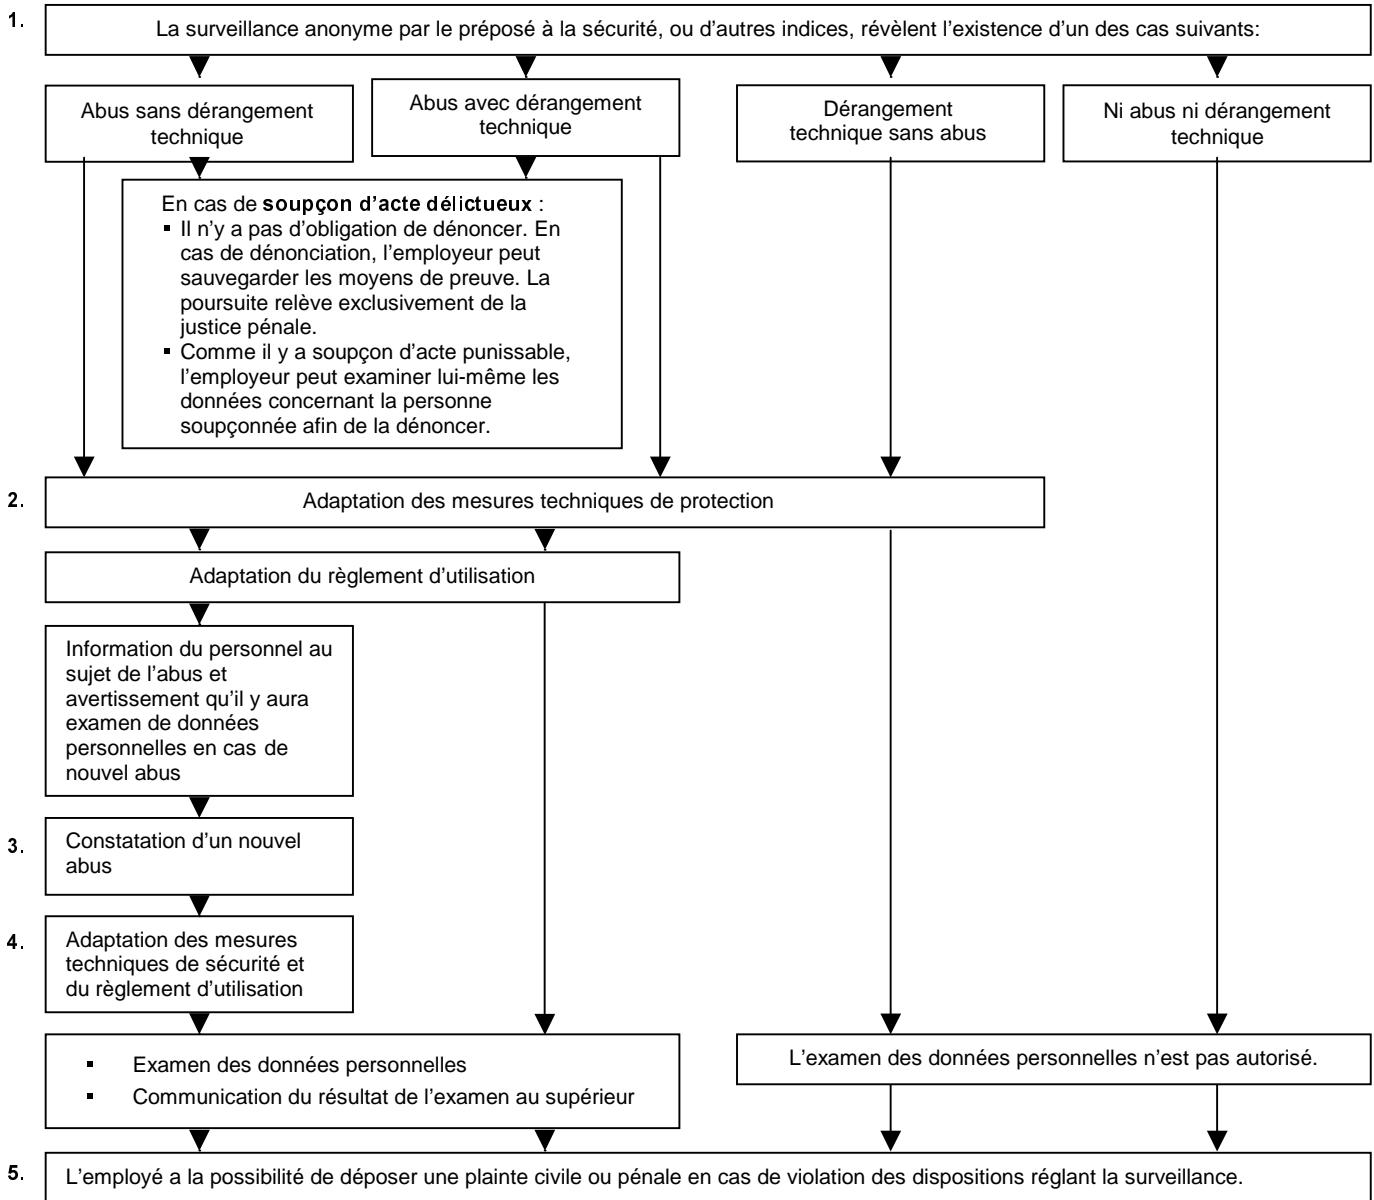 1.
La surveillance anonyme par le préposé à la sécurité, ou d’autres indices, révèlent l’existence d’un des cas suivants:
Abus sans dérangement
technique
Abus avec dérangement
technique
Dérangement
technique sans abus
Ni abus ni dérangement
technique
En cas de soupçon d’acte délictueux :
▪ Il n’y a pas d’obligation de dénoncer. En
cas de dénonciation, l’employeur peut
sauvegarder les moyens de preuve. La
poursuite relève exclusivement de la
justice pénale.
▪ Comme il y a soupçon d’acte punissable,
l’employeur peut examiner lui-même les
données concernant la personne
soupçonnée afin de la dénoncer.
2.
Adaptation des mesures techniques de protection
Adaptation du règlement d’utilisation
Information du personnel au
sujet de l’abus et
avertissement qu’il y aura
examen de données
personnelles en cas de
nouvel abus
3.
Constatation d’un nouvel
abus
4.
Adaptation des mesures
techniques de sécurité et
du règlement d’utilisation
▪ Examen des données personnelles
▪ Communication du résultat de l’examen au supérieur
L’examen des données personnelles n’est pas autorisé.
5.
L’employé a la possibilité de déposer une plainte civile ou pénale en cas de violation des dispositions réglant la surveillance.